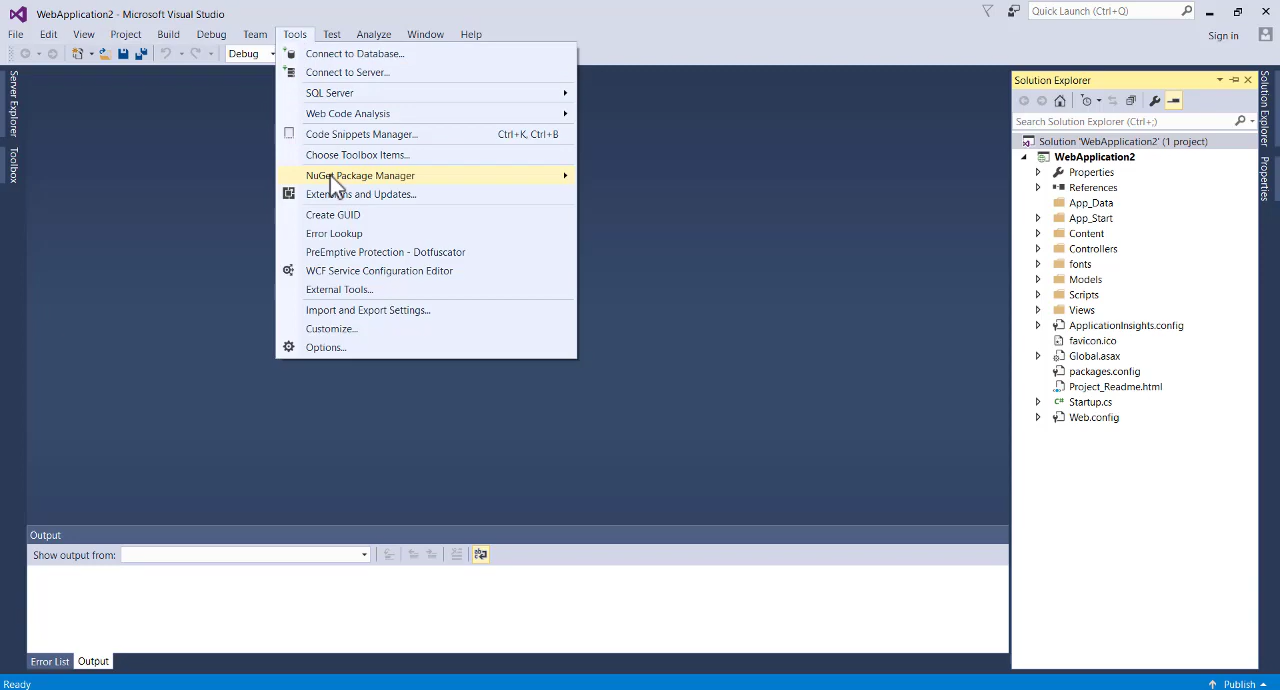 WebApplication2 - Microsoft Visual Studio
Quick Launch (Ctrl+Q)
File Edit View Project Build Debug Team Tools Test Analyze Window Help
Sign in
Debug
Server Explorer
Toolbox
Connect to Database...
Connect to Server...
SQL Server
Web Code Analysis
Code Snippets Manager... Ctrl+K, Ctrl+B
Choose Toolbox Items...
NuGet Package Manager
Extensions and Updates...
Create GUID
Error Lookup
PreEmptive Protection - Dotfuscator
WCF Service Configuration Editor
External Tools...
Import and Export Settings...
Customize...
Options...
Solution Explorer
Search Solution Explorer (Ctrl+;)
Solution 'WebApplication2' (1 project)
WebApplication2
Properties
References
App_Data
App_Start
Content
Controllers
fonts
Models
Scripts
Views
ApplicationInsights.config
favicon.ico
Global.asax
packages.config
Project_Readme.html
C# Startup.cs
Web.config
Solution Explorer
Properties
Output
Show output from:
Error List Output
Ready
Publish